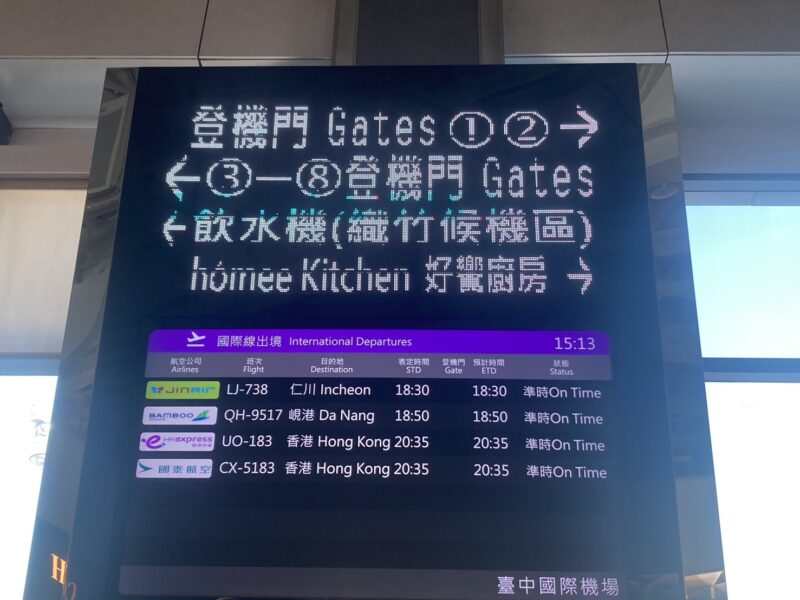 登機門 Gates ① ② →
← ③—⑧登機門 Gates
← 飲水機(織竹候機區)
homee Kitchen 好饗廚房 →
國際線出境 International Departures 15:13
航空公司 班次 目的地 表定時間 登機門 預計時間 狀態
Airlines Flight Destination STD Gate ETD Status
JINAIR LJ-738 仁川 Incheon 18:30 18:30 準時On Time
BAMBOO QH-9517 峴港 Da Nang 18:50 18:50 準時On Time
HK express UO-183 香港 Hong Kong 20:35 20:35 準時On Time
國泰航空 CX-5183 香港 Hong Kong 20:35 20:35 準時On Time
臺中國際機場